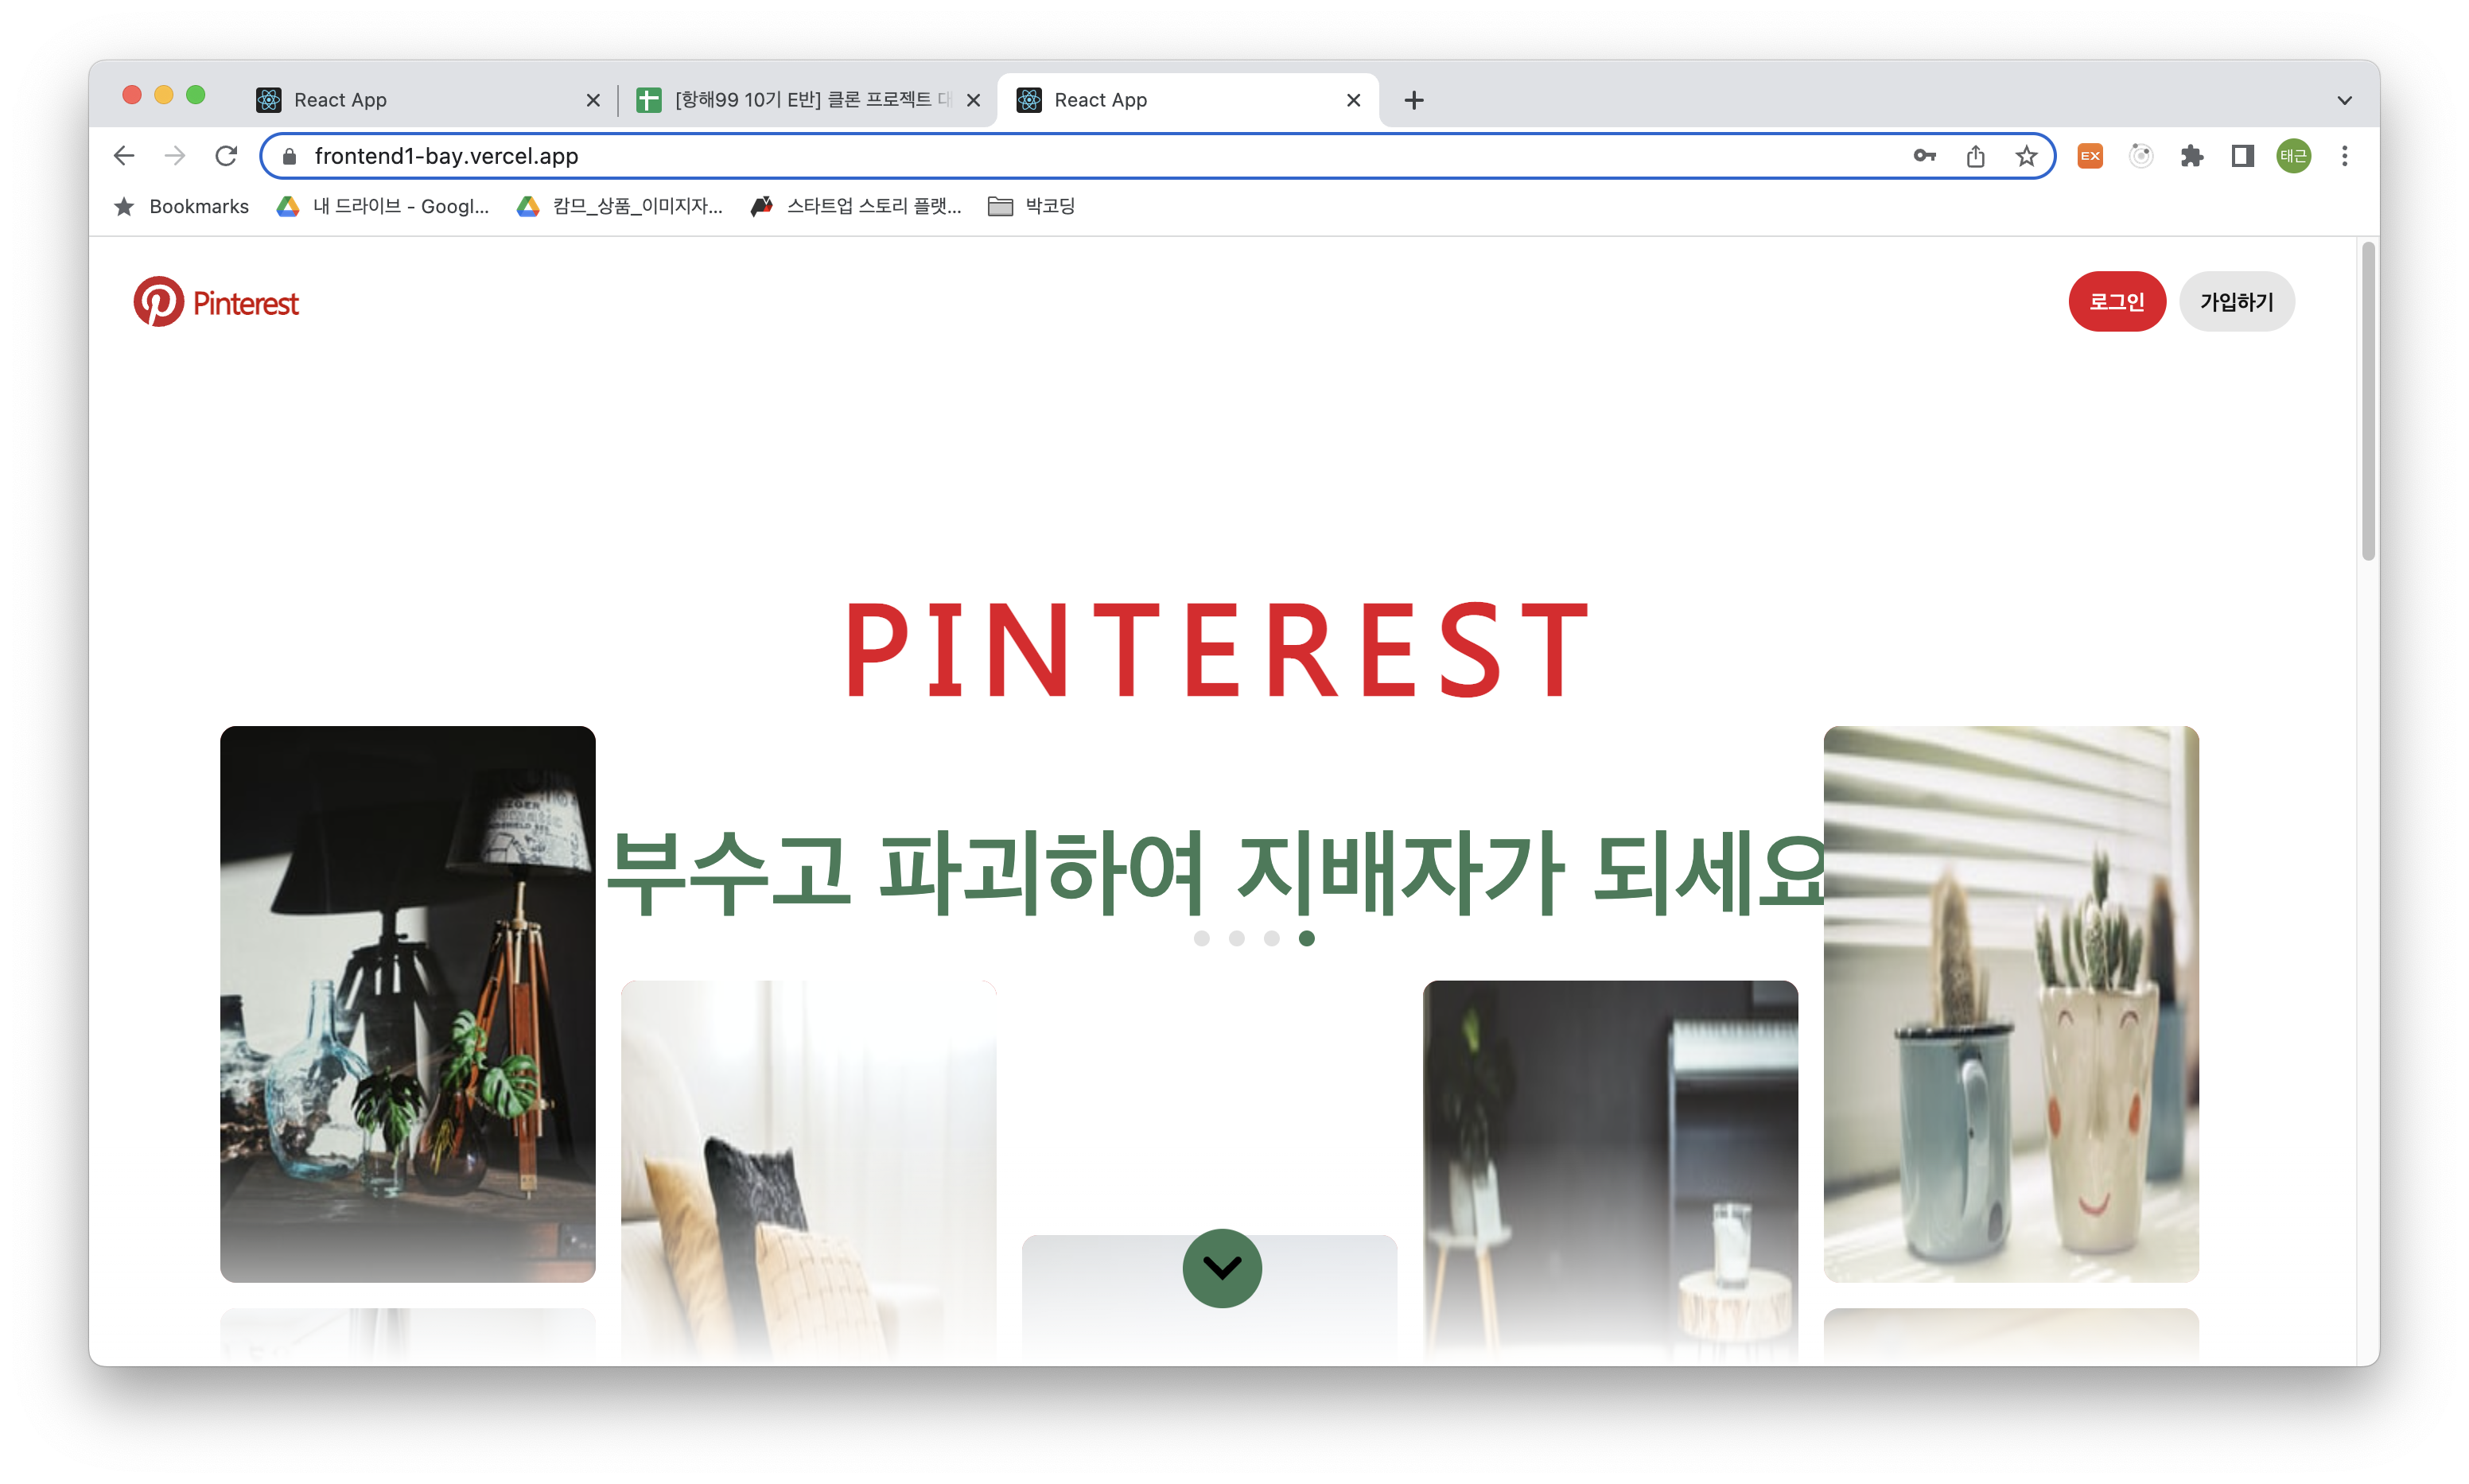 React App
[항해99 10기 E반] 클론 프로젝트 대
React App
frontend1-bay.vercel.app
EX
태근
Bookmarks
내 드라이브 - Googl...
캄므_상품_이미지자...
스타트업 스토리 플랫...
박코딩
Pinterest
로그인
가입하기
PINTEREST
부수고 파괴하여 지배자가 되세요